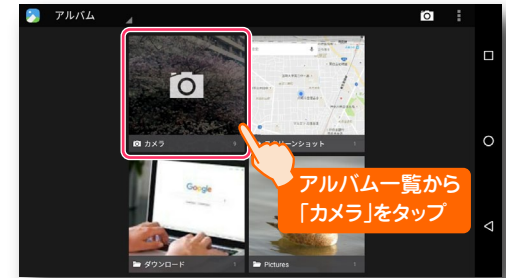 アルバム
カメラ
スクリーンショット
アルバム一覧から
「カメラ」をタップ
Google
ダウンロード
Pictures